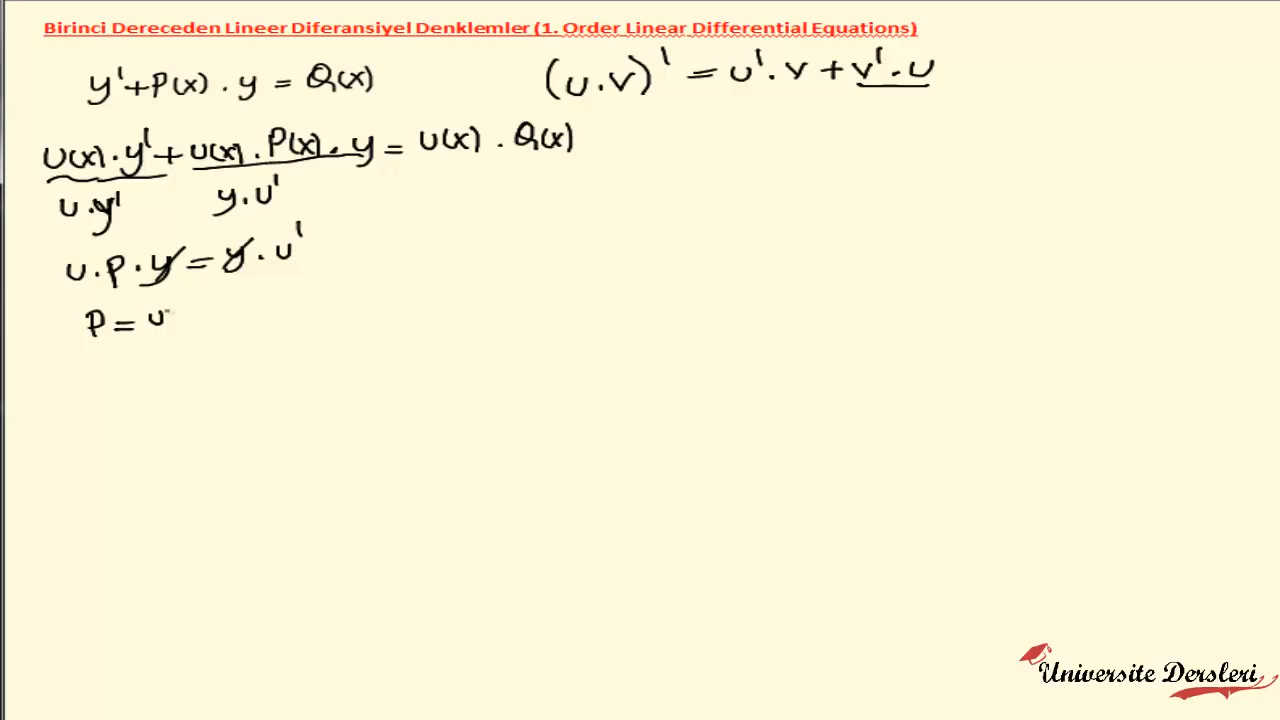 Birinci Dereceden Lineer Diferansiyel Denklemler (1. Order Linear Differential Equations)
y' + P(x) . y = Q(x)
(u . v)' = u' . v + v' . u
u(x) . y' + u(x) . P(x) . y = u(x) . Q(x)
u . y' y . u'
u . p . y = y . u'
P = u'
Universite Dersleri